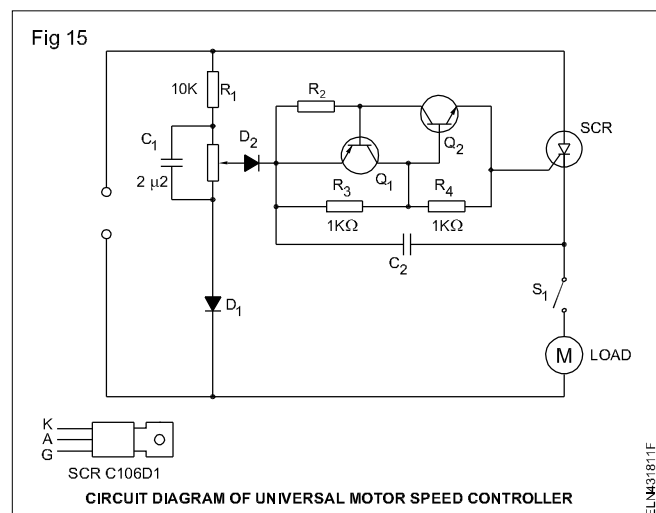 Fig 15
10K R1
R2
SCR
C1
D2
Q2
Q1
2 µ2
R3
R4
1KΩ
1KΩ
C2
S1
D1
M LOAD
K
A
G
SCR C106D1
CIRCUIT DIAGRAM OF UNIVERSAL MOTOR SPEED CONTROLLER
ELN431811F